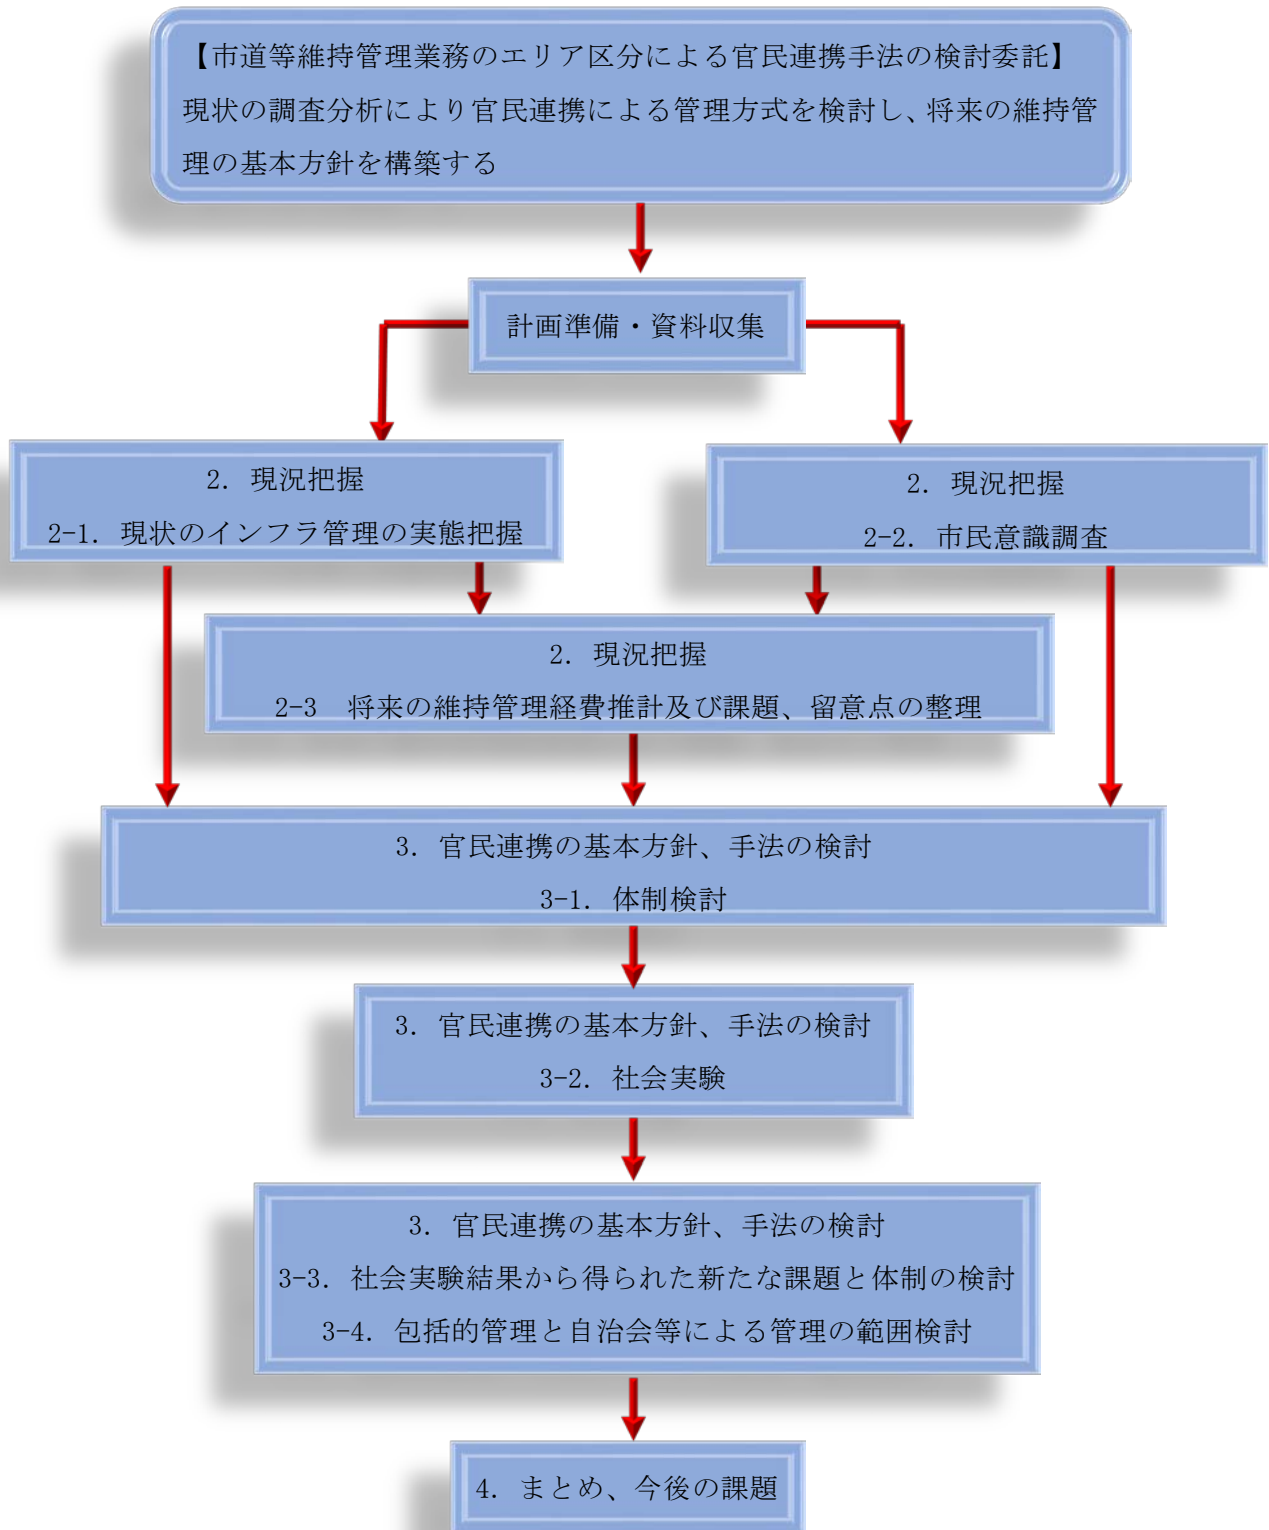 【市道等維持管理業務のエリア区分による官民連携手法の検討委託】
現状の調査分析により官民連携による管理方式を検討し、将来の維持管
理の基本方針を構築する
計画準備・資料収集
2. 現況把握
2-1. 現状のインフラ管理の実態把握
2. 現況把握
2-2. 市民意識調査
2. 現況把握
2-3 将来の維持管理経費推計及び課題、留意点の整理
3. 官民連携の基本方針、手法の検討
3-1. 体制検討
3. 官民連携の基本方針、手法の検討
3-2. 社会実験
3. 官民連携の基本方針、手法の検討
3-3. 社会実験結果から得られた新たな課題と体制の検討
3-4. 包括的管理と自治会等による管理の範囲検討
4. まとめ、今後の課題